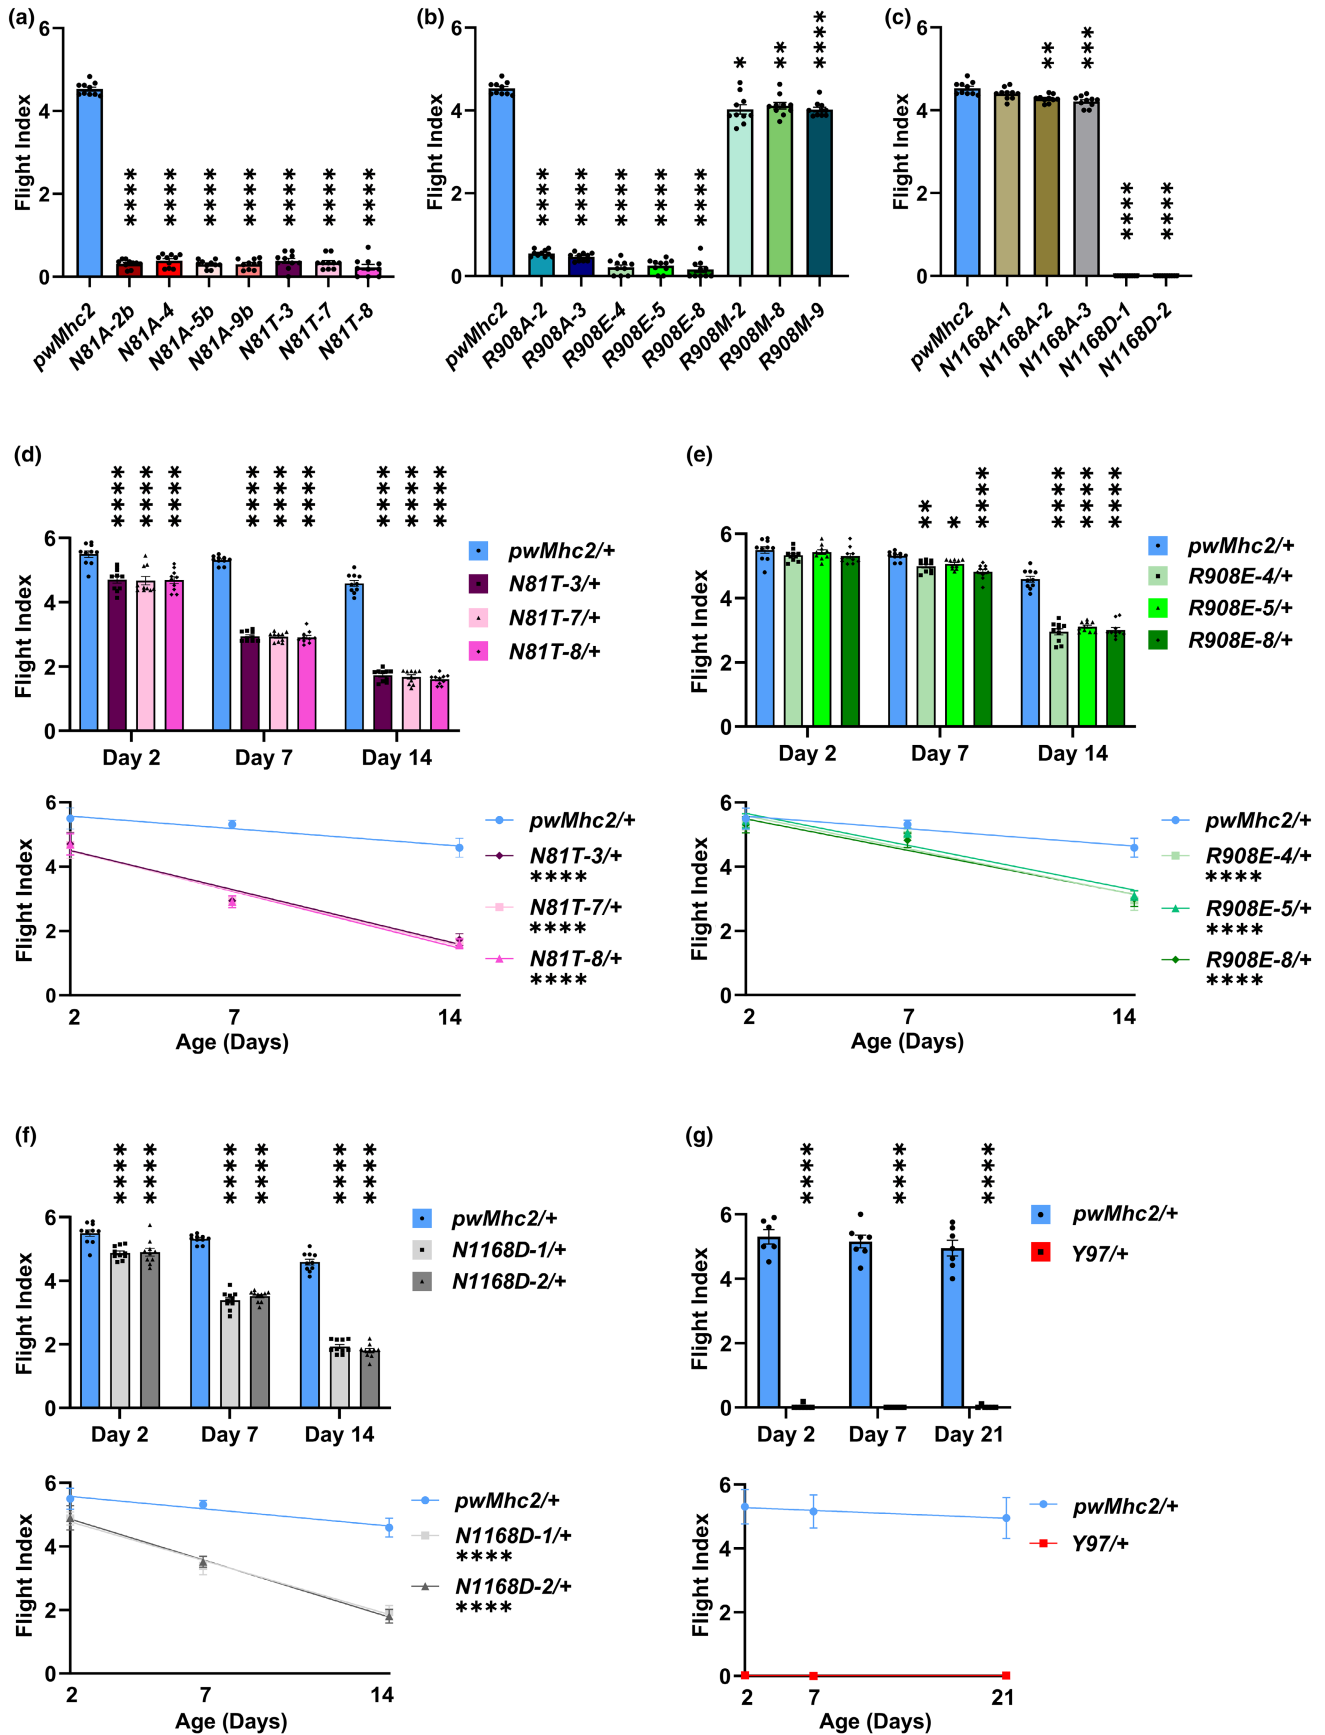 (a)
6
4
2
0
Flight Index
****
****
****
****
****
****
****
pwMhc2
N81A-2b
N81A-4
N81A-5b
N81A-9b
N81T-3
N81T-7
N81T-8
(b)
6
4
2
0
Flight Index
****
****
****
****
****
*
**
****
pwMhc2
R908A-2
R908A-3
R908E-4
R908E-5
R908E-8
R908M-2
R908M-8
R908M-9
(c)
6
4
2
0
Flight Index
**
***
****
****
pwMhc2
N1168A-1
N1168A-2
N1168A-3
N1168D-1
N1168D-2
(d)
6
4
2
0
Flight Index
****
****
****
****
****
****
****
****
****
Day 2
Day 7
Day 14
pwMhc2/+
N81T-3/+
N81T-7/+
N81T-8/+
6
4
2
0
Flight Index
2
7
14
Age (Days)
pwMhc2/+
N81T-3/+
****
N81T-7/+
****
N81T-8/+
****
(e)
6
4
2
0
Flight Index
**
*
****
****
****
****
Day 2
Day 7
Day 14
pwMhc2/+
R908E-4/+
R908E-5/+
R908E-8/+
6
4
2
0
Flight Index
2
7
14
Age (Days)
pwMhc2/+
R908E-4/+
****
R908E-5/+
****
R908E-8/+
****
(f)
6
4
2
0
Flight Index
****
****
****
****
****
****
Day 2
Day 7
Day 14
pwMhc2/+
N1168D-1/+
N1168D-2/+
6
4
2
0
Flight Index
2
7
14
Age (Days)
pwMhc2/+
N1168D-1/+
****
N1168D-2/+
****
(g)
6
4
2
0
Flight Index
****
****
****
Day 2
Day 7
Day 21
pwMhc2/+
Y97/+
6
4
2
0
Flight Index
2
7
21
Age (Days)
pwMhc2/+
Y97/+